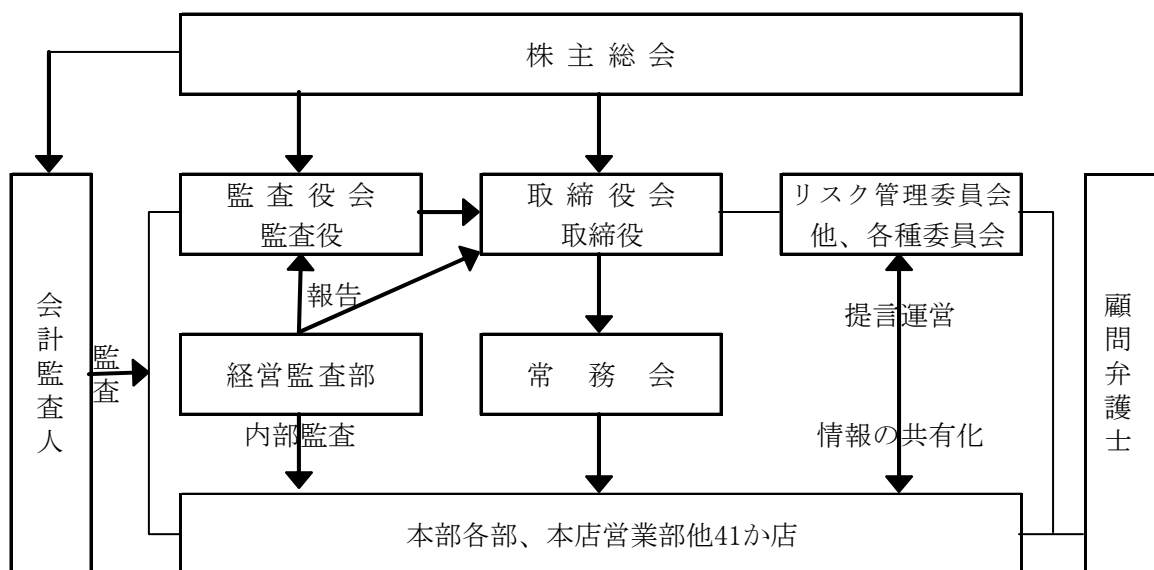 株主総会
監査役会
監査役
取締役会
取締役
リスク管理委員会
他、各種委員会
会計監査人
監査
報告
提言運営
顧問弁護士
経営監査部
常務会
内部監査
情報の共有化
本部各部、本店営業部他41か店